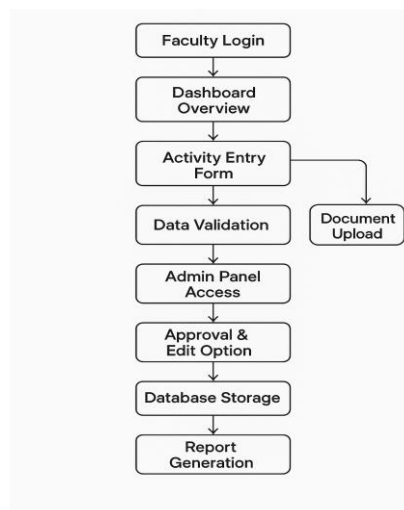 Faculty Login
Dashboard
Overview
Activity Entry
Form
Data Validation
Document
Upload
Admin Panel
Access
Approval &
Edit Option
Database Storage
Report
Generation